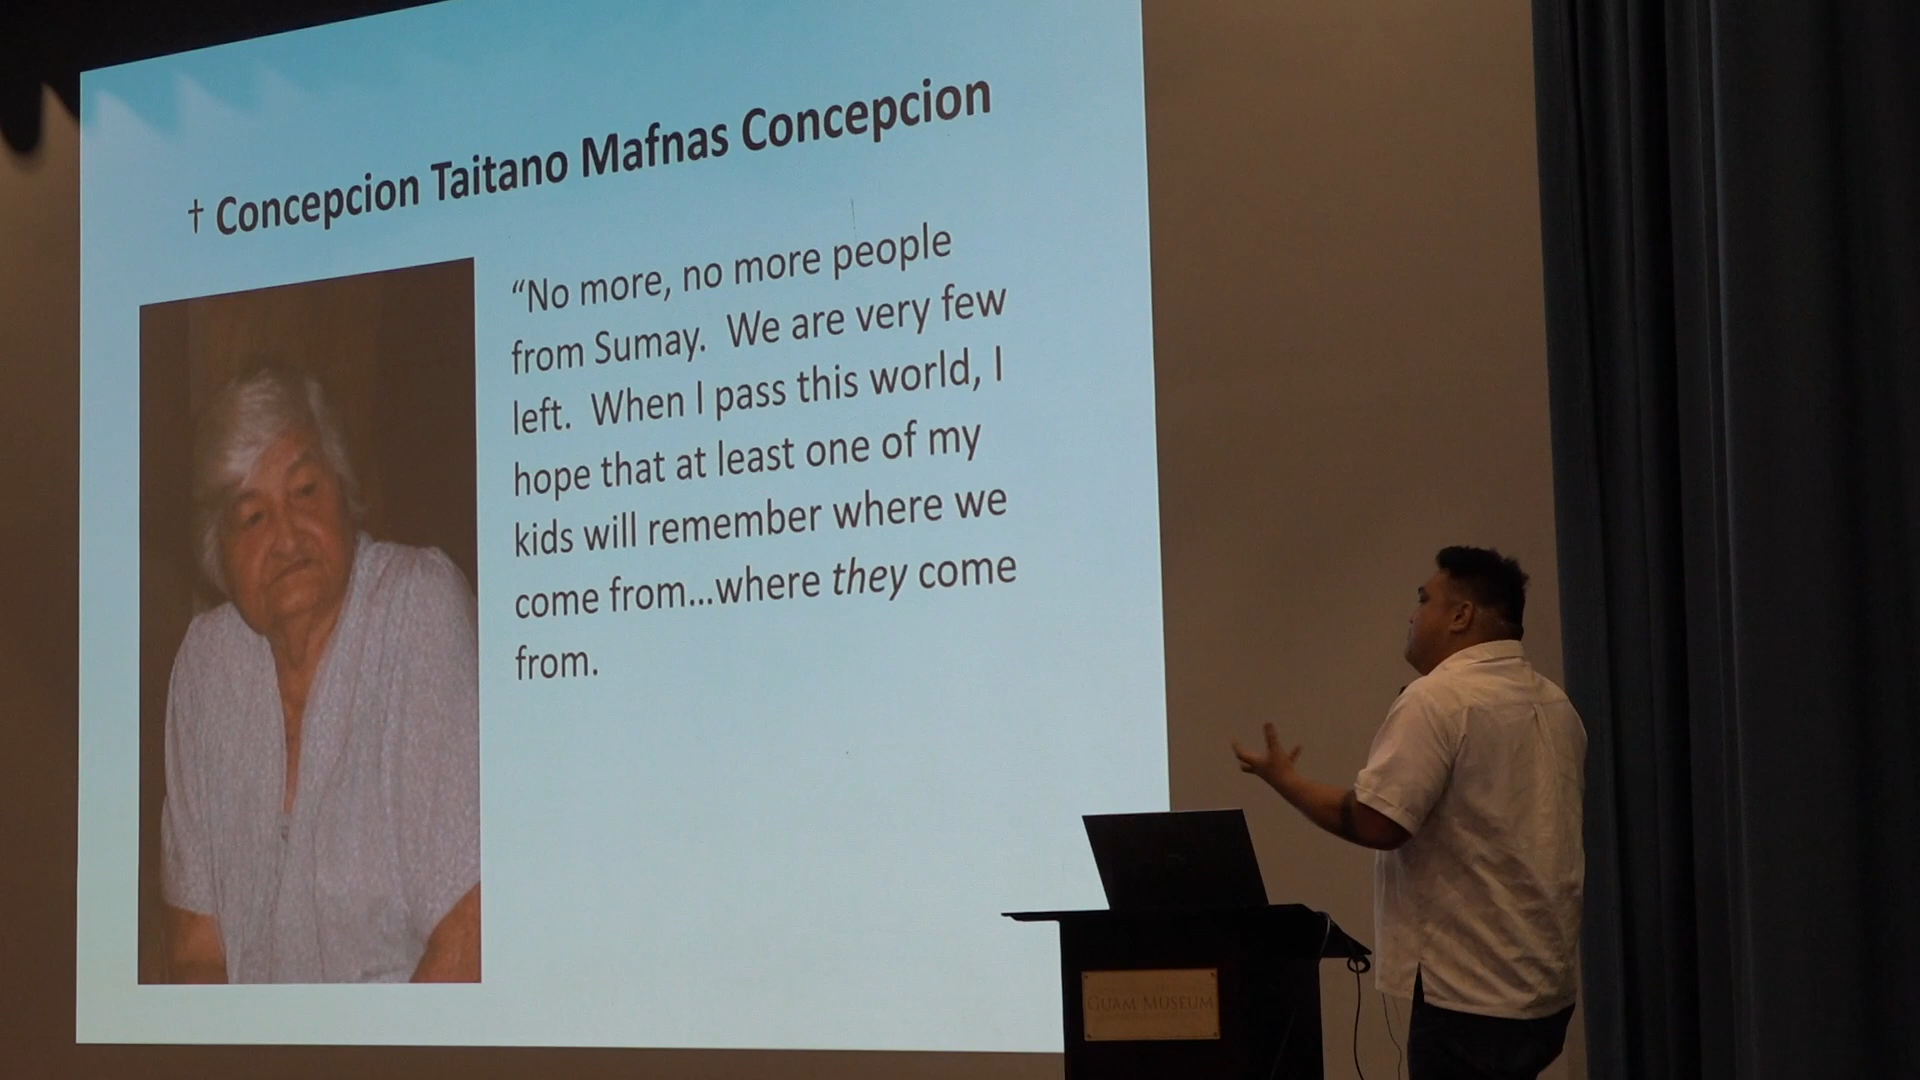 † Concepcion Taitano Mafnas Concepcion
“No more, no more people
from Sumay.  We are very few
left.  When I pass this world, I
hope that at least one of my
kids will remember where we
come from...where they come
from.
GUAM MUSEUM